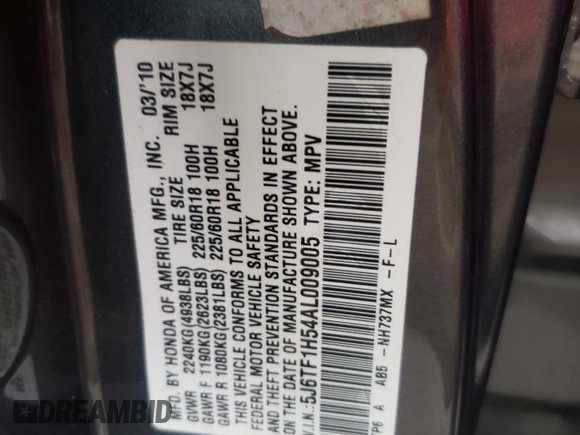 MFD. BY HONDA OF AMERICA MFG., INC. 03/'10
GVWR 2240KG(4938LBS) TIRE SIZE RIM SIZE
GAWR F 1190KG(2623LBS) 225/60R18 100H 18X7J
GAWR R 1080KG(2381LBS) 225/60R18 100H 18X7J
THIS VEHICLE CONFORMS TO ALL APPLICABLE
FEDERAL MOTOR VEHICLE SAFETY
AND THEFT PREVENTION STANDARDS IN EFFECT
ON THE DATE OF MANUFACTURE SHOWN ABOVE.
V.I.N.:5J6TF1H54AL009005 TYPE: MPV
TP6 A AB5 -NH737MX -F-L
DREAMBID